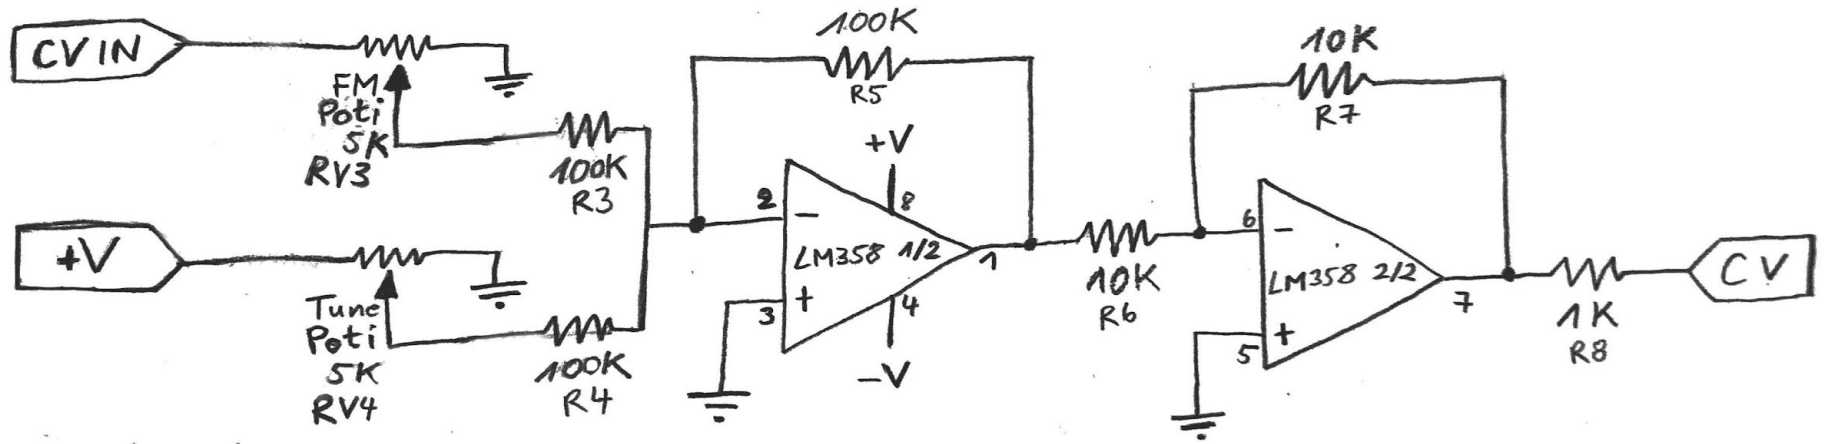 CV IN
FM
Poti
5K
RV3
100K
R3
+V
Tune
Poti
5K
RV4
100K
R4
100K
R5
+V
2
-
8
LM358 1/2
1
+
3
4
-V
10K
R6
10K
R7
6
-
LM358 2/2
7
+
5
1K
R8
CV